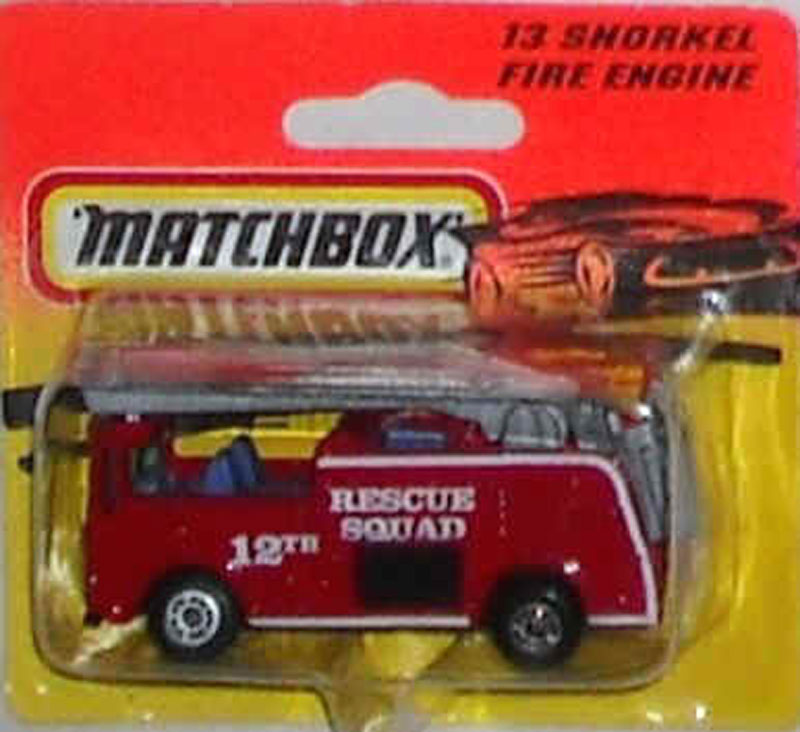 13 SNORKEL
FIRE ENGINE
"MATCHBOX"®
RESCUE
SQUAD
12TH